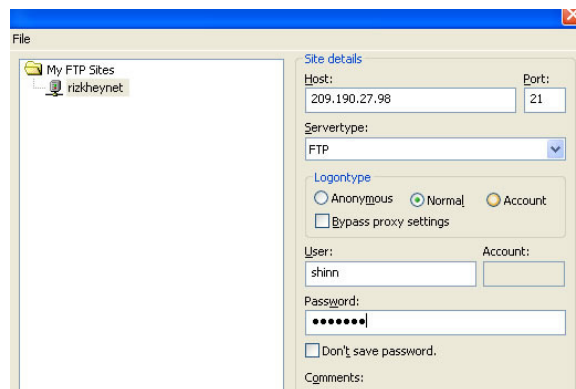 File
My FTP Sites
rizkheynet
Site details
Host: Port:
209.190.27.98 21
Servertype:
FTP
Logontype
Anonymous Normal Account
Bypass proxy settings
User: Account:
shinn
Password:
•••••••
Don't save password.
Comments: